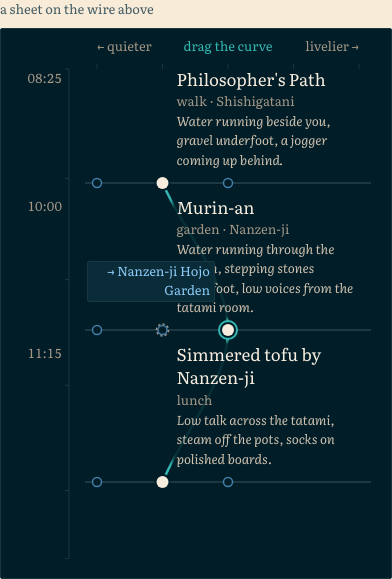 a sheet on the wire above
← quieter drag the curve livelier →
08:25
Philosopher's Path
walk · Shishigatani
Water running beside you,
gravel underfoot, a jogger
coming up behind.
10:00
Murin-an
garden · Nanzen-ji
Water running through the
, stepping stones
foot, low voices from the
tatami room.
→ Nanzen-ji Hojo
Garden
11:15
Simmered tofu by
Nanzen-ji
lunch
Low talk across the tatami,
steam off the pots, socks on
polished boards.